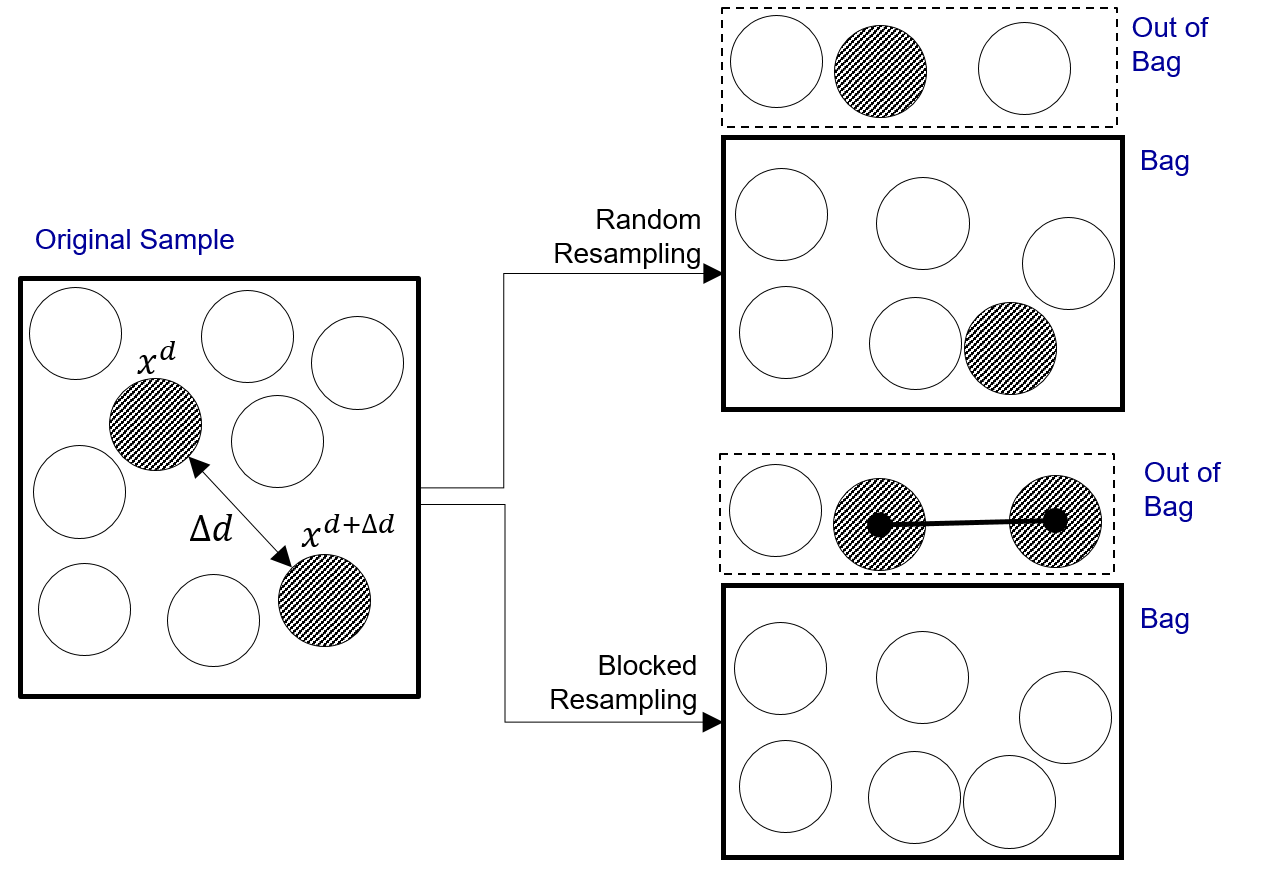 Out of
Bag
Bag
Random
Resampling
Original Sample
x^d
Δd
x^{d+Δd}
Out of
Bag
Bag
Blocked
Resampling